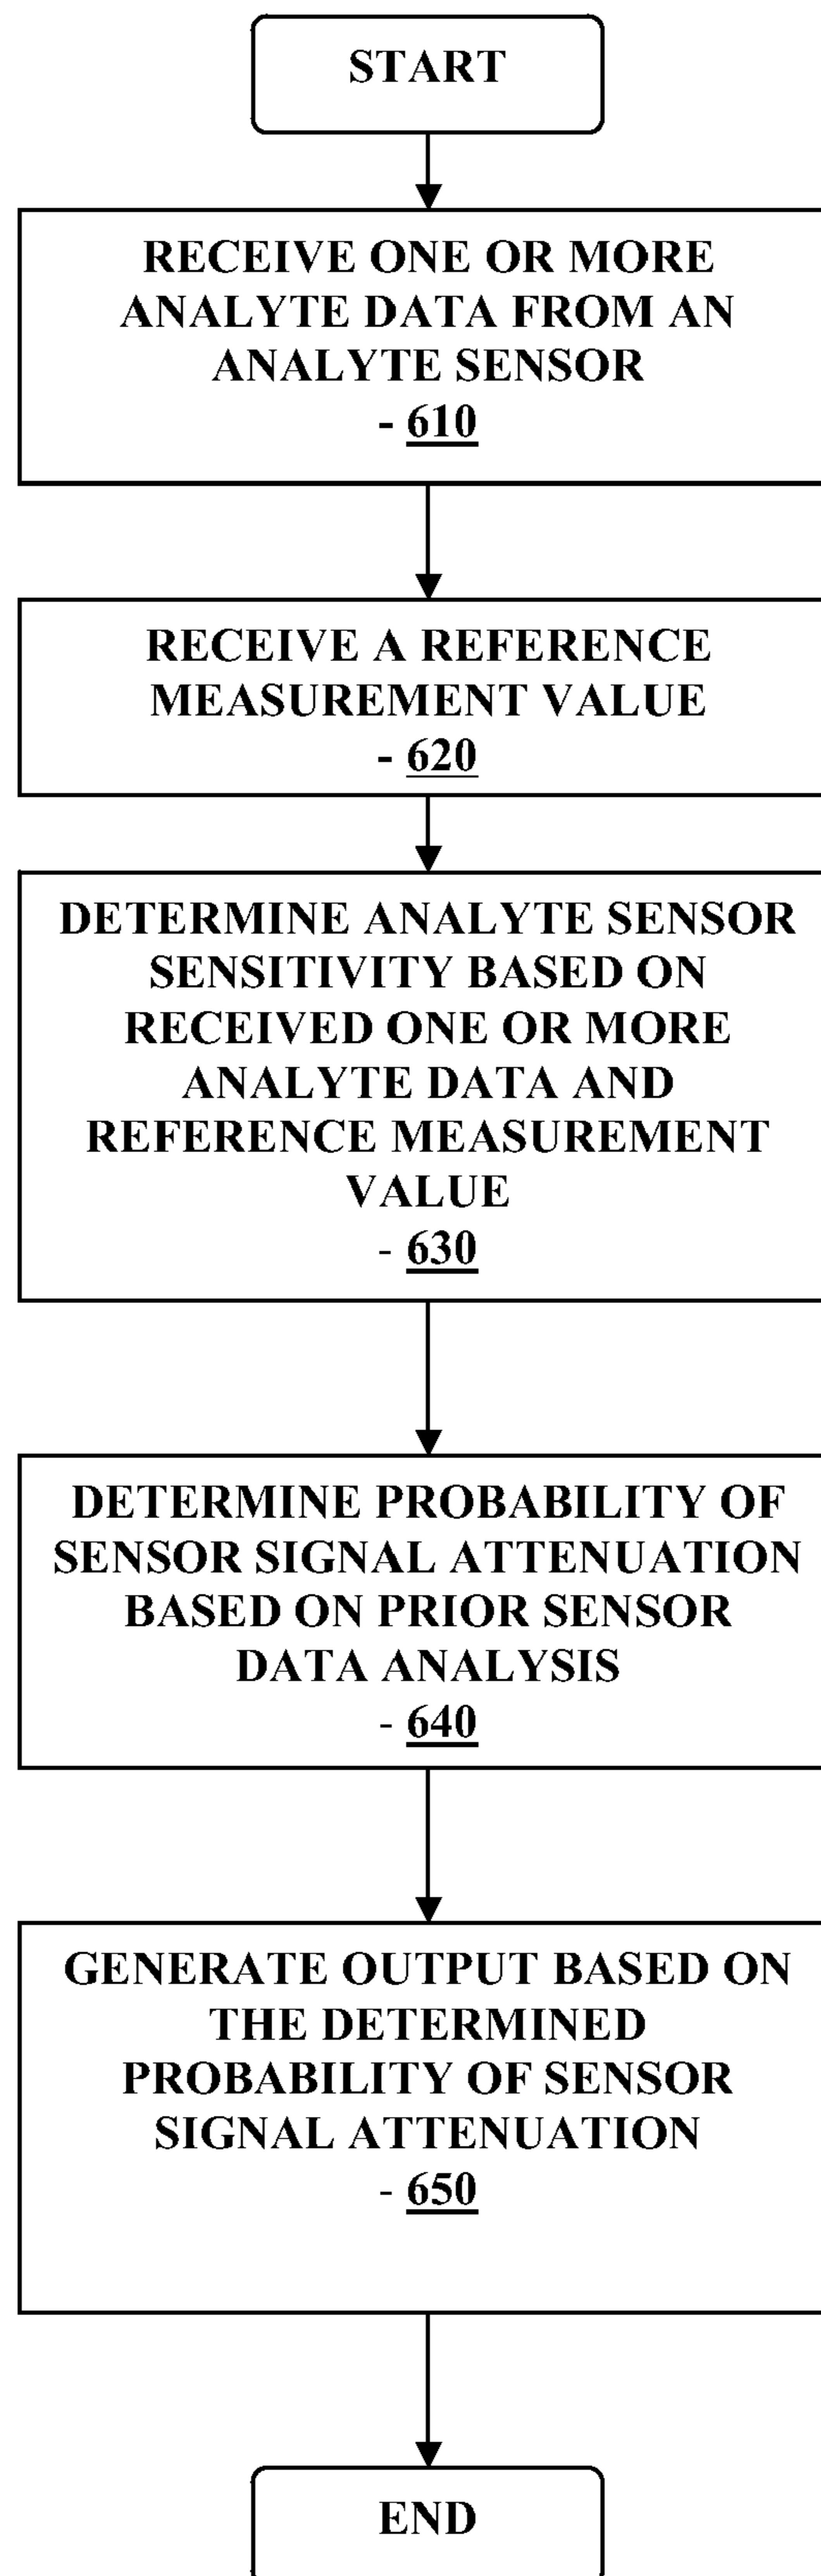 START
RECEIVE ONE OR MORE
ANALYTE DATA FROM AN
ANALYTE SENSOR
- 610
RECEIVE A REFERENCE
MEASUREMENT VALUE
- 620
DETERMINE ANALYTE SENSOR
SENSITIVITY BASED ON
RECEIVED ONE OR MORE
ANALYTE DATA AND
REFERENCE MEASUREMENT
VALUE
- 630
DETERMINE PROBABILITY OF
SENSOR SIGNAL ATTENUATION
BASED ON PRIOR SENSOR
DATA ANALYSIS
- 640
GENERATE OUTPUT BASED ON
THE DETERMINED
PROBABILITY OF SENSOR
SIGNAL ATTENUATION
- 650
END